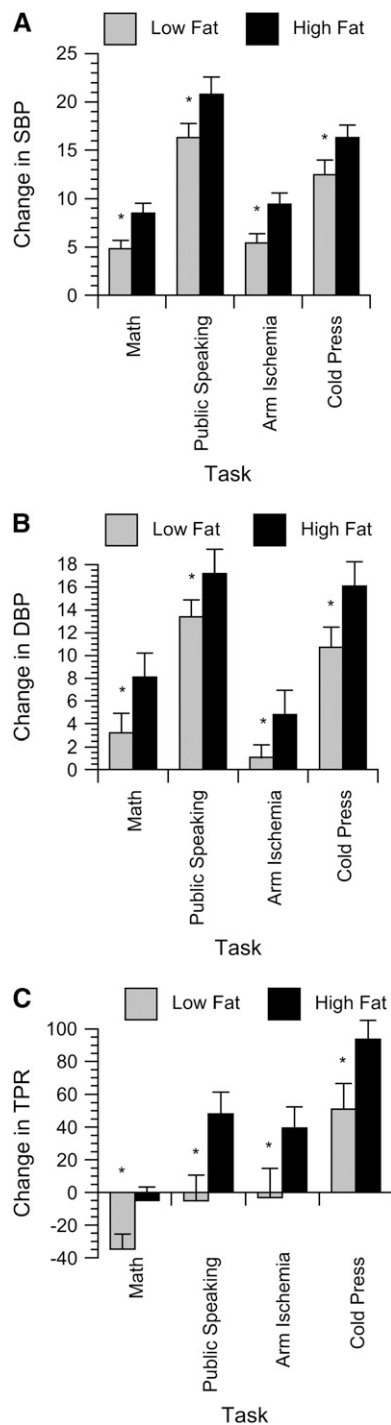 A
Low Fat High Fat
Change in SBP
25
20
15
10
5
0
*
*
*
*
Math
Public Speaking
Arm Ischemia
Cold Press
Task
B
Low Fat High Fat
Change in DBP
18
16
14
12
10
8
6
4
2
0
*
*
*
*
Math
Public Speaking
Arm Ischemia
Cold Press
Task
C
Low Fat High Fat
Change in TPR
100
80
60
40
20
0
-20
-40
*
*
*
*
Math
Public Speaking
Arm Ischemia
Cold Press
Task